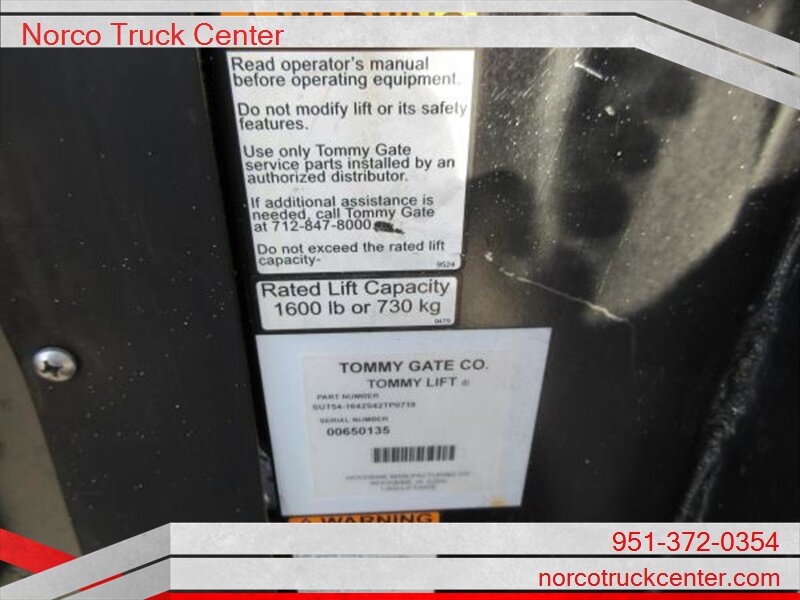 Norco Truck Center
Read operator's manual
before operating equipment.
Do not modify lift or its safety
features.
Use only Tommy Gate
service parts installed by an
authorized distributor.
If additional assistance is
needed, call Tommy Gate
at 712-847-8000
Do not exceed the rated lift
capacity-
9524
Rated Lift Capacity
1600 lb or 730 kg
TOMMY GATE CO.
TOMMY LIFT ®
PART NUMBER
SERIAL NUMBER
00650135
WOODBINE MANUFACTURING CO
WARNING
951-372-0354
norcotruckcenter.com